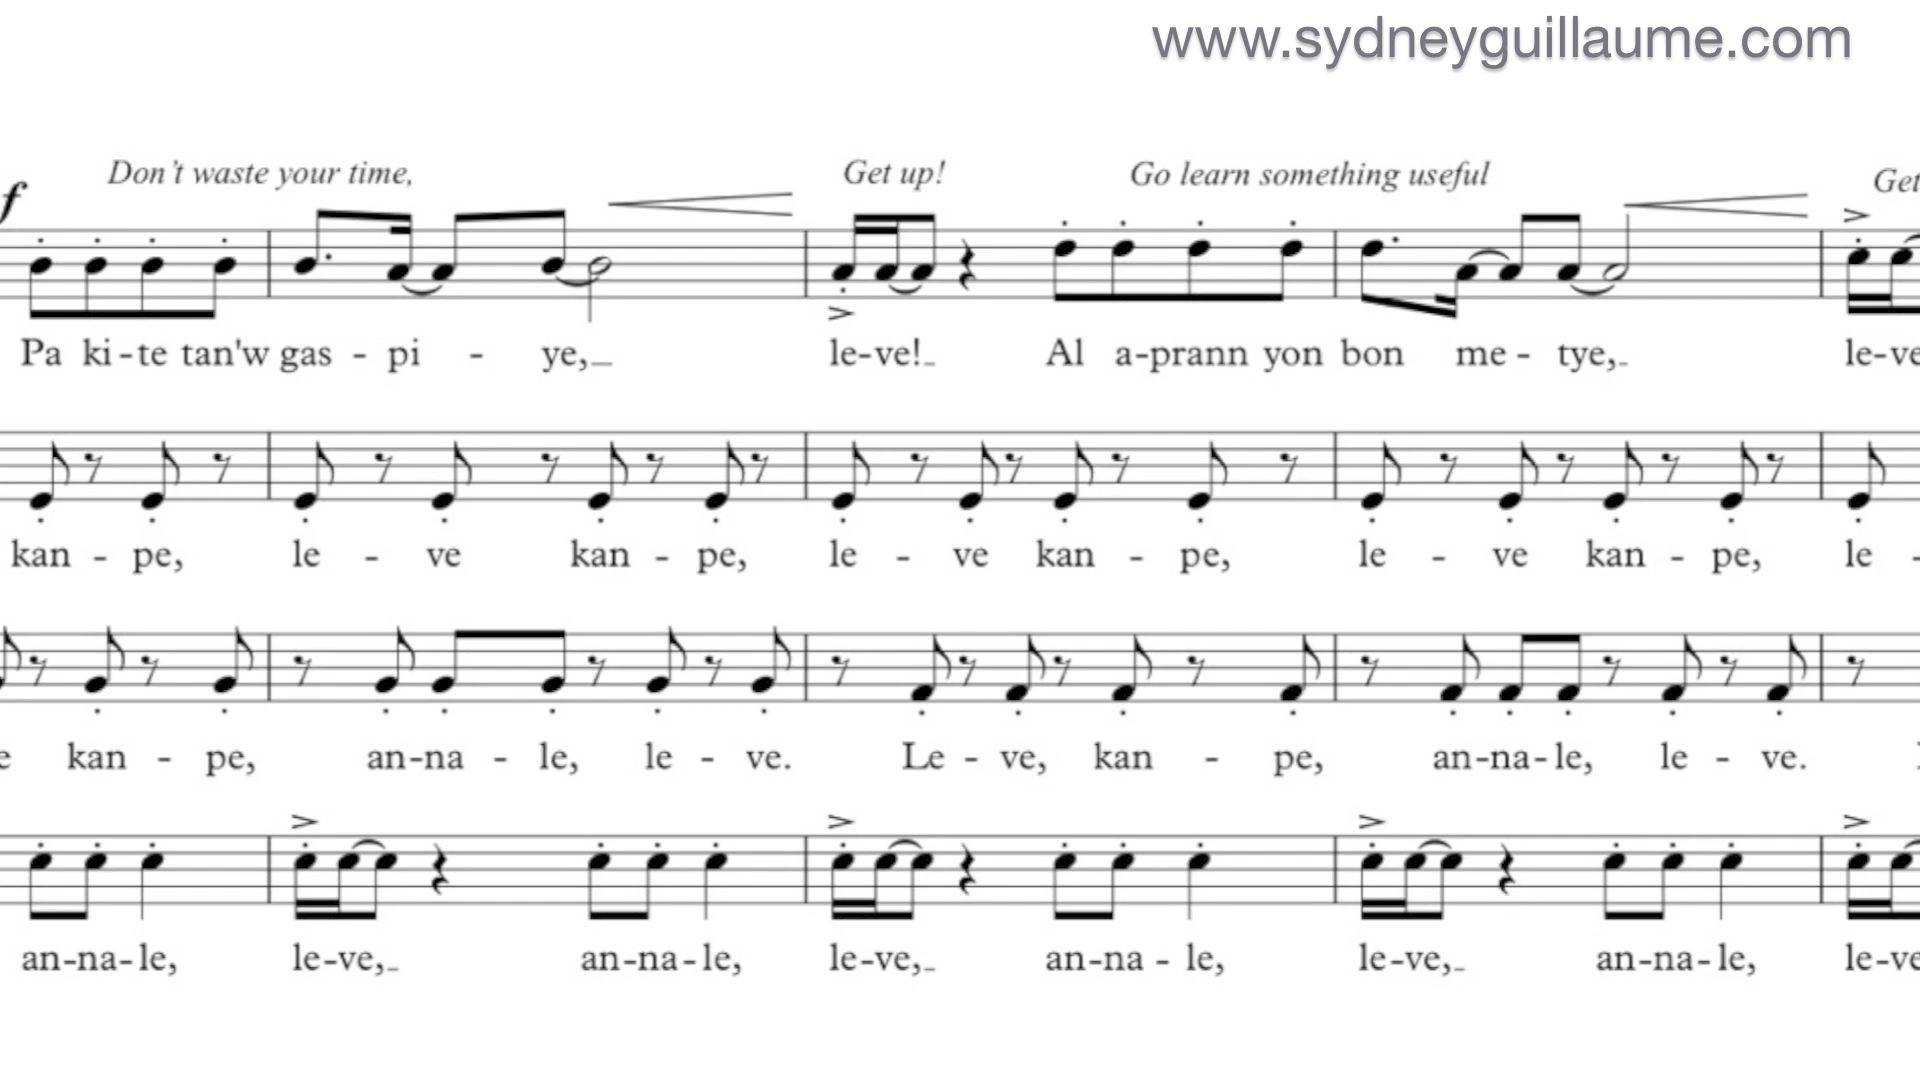 www.sydneyguillaume.com
Don't waste your time, Get up! Go learn something useful Get
f
Pa ki-te tan'w gas - pi - ye, le-ve! Al a-prann yon bon me - tye, le-ve
kan - pe, le - ve kan - pe, le - ve kan - pe, le - ve kan - pe, le -
e kan - pe, an-na - le, le - ve. Le - ve, kan - pe, an-na-le, le - ve.
an-na-le, le-ve, an-na-le, le-ve, an-na - le, le-ve, an-na-le, le-ve